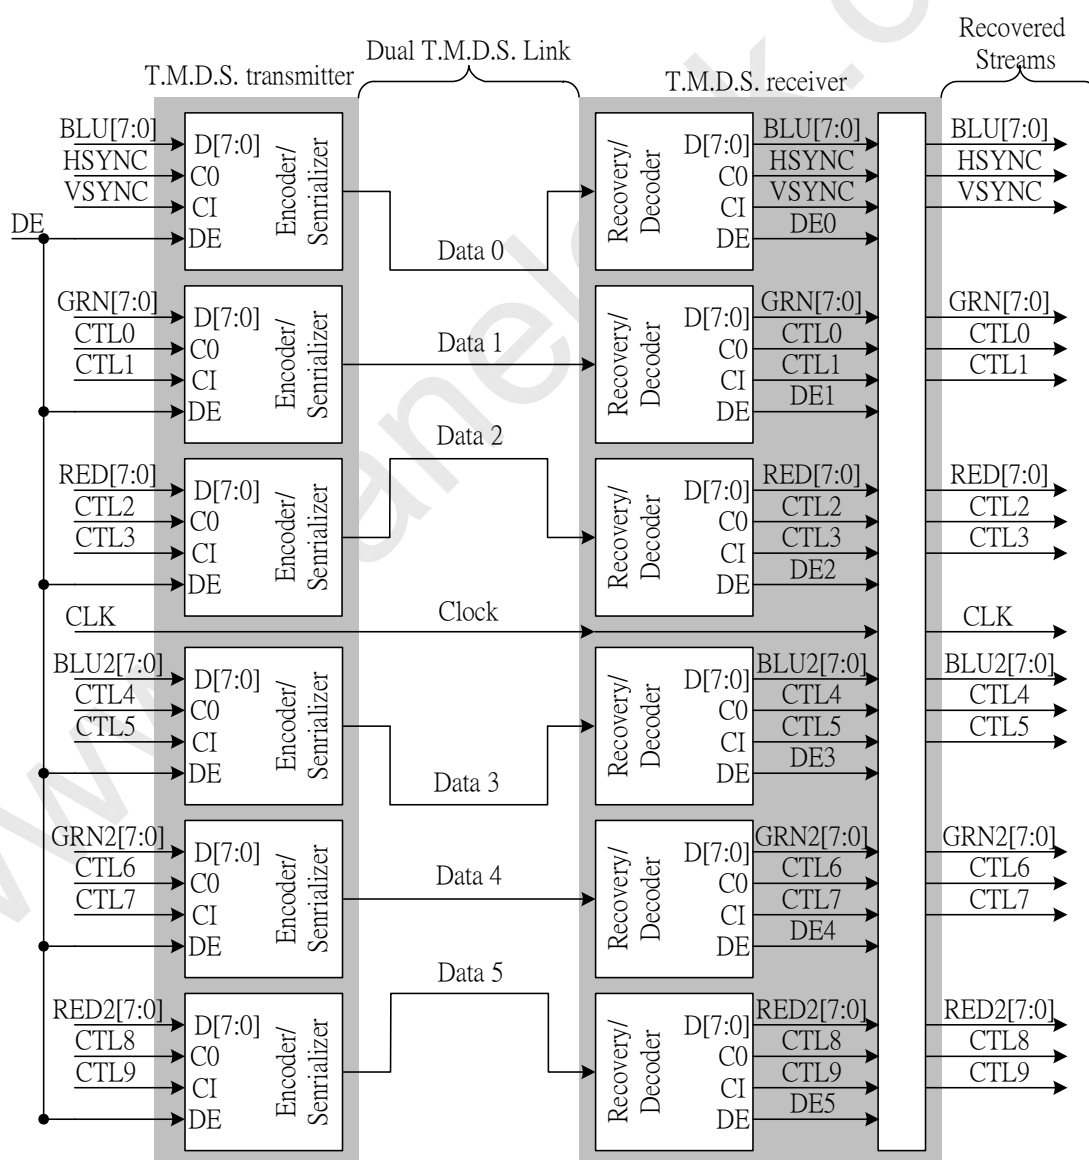 Recovered
Streams
Dual T.M.D.S. Link
T.M.D.S. transmitter
T.M.D.S. receiver
BLU[7:0]
HSYNC
VSYNC
DE
D[7:0]
C0
CI
DE
Encoder/
Senrializer
Data 0
Recovery/
Decoder
D[7:0]
C0
CI
DE
BLU[7:0]
HSYNC
VSYNC
DE0
BLU[7:0]
HSYNC
VSYNC
GRN[7:0]
CTL0
CTL1
D[7:0]
C0
CI
DE
Encoder/
Senrializer
Data 1
Recovery/
Decoder
D[7:0]
C0
CI
DE
GRN[7:0]
CTL0
CTL1
DE1
GRN[7:0]
CTL0
CTL1
RED[7:0]
CTL2
CTL3
D[7:0]
C0
CI
DE
Encoder/
Senrializer
Data 2
Recovery/
Decoder
D[7:0]
C0
CI
DE
RED[7:0]
CTL2
CTL3
DE2
RED[7:0]
CTL2
CTL3
CLK
Clock
CLK
BLU2[7:0]
CTL4
CTL5
D[7:0]
C0
CI
DE
Encoder/
Senrializer
Data 3
Recovery/
Decoder
D[7:0]
C0
CI
DE
BLU2[7:0]
CTL4
CTL5
DE3
BLU2[7:0]
CTL4
CTL5
GRN2[7:0]
CTL6
CTL7
D[7:0]
C0
CI
DE
Encoder/
Senrializer
Data 4
Recovery/
Decoder
D[7:0]
C0
CI
DE
GRN2[7:0]
CTL6
CTL7
DE4
GRN2[7:0]
CTL6
CTL7
RED2[7:0]
CTL8
CTL9
D[7:0]
C0
CI
DE
Encoder/
Senrializer
Data 5
Recovery/
Decoder
D[7:0]
C0
CI
DE
RED2[7:0]
CTL8
CTL9
DE5
RED2[7:0]
CTL8
CTL9